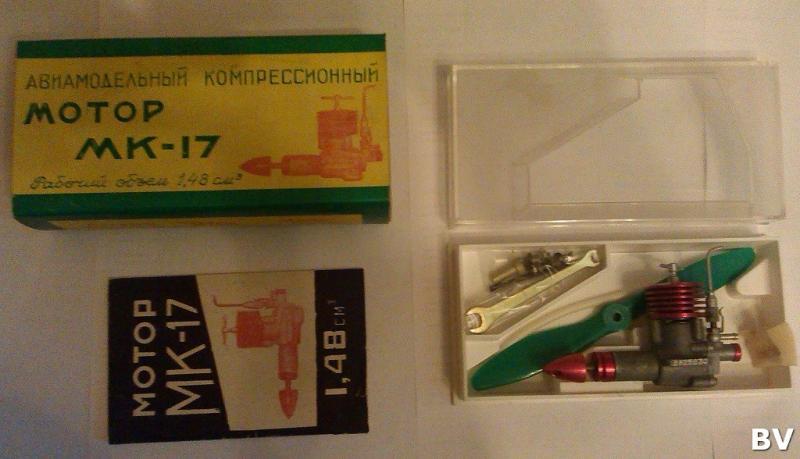 АВИАМОДЕЛЬНЫЙ КОМПРЕССИОННЫЙ
МОТОР
МК-17
Рабочий объем 1,48 см³
МОТОР
МК-17
1,48 СМ³
BV